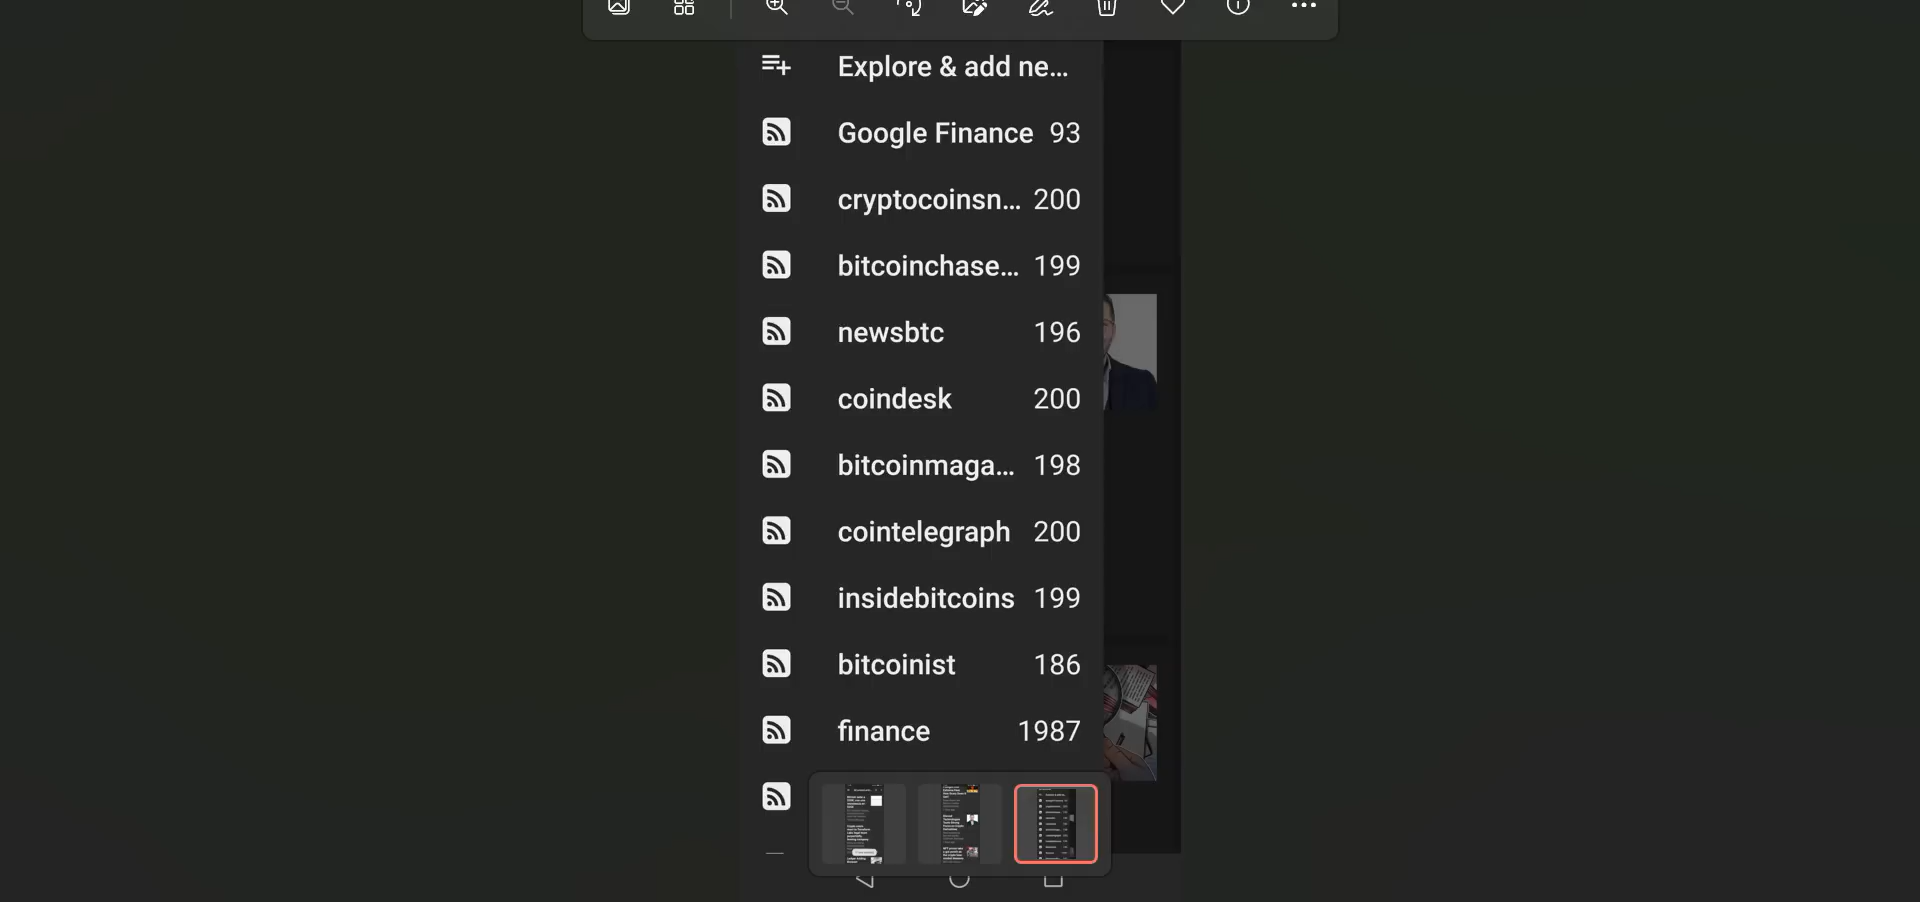 Explore & add ne...
Google Finance 93
cryptocoinsn... 200
bitcoinchase... 199
newsbtc 196
coindesk 200
bitcoinmaga... 198
cointelegraph 200
insidebitcoins 199
bitcoinist 186
finance 1987